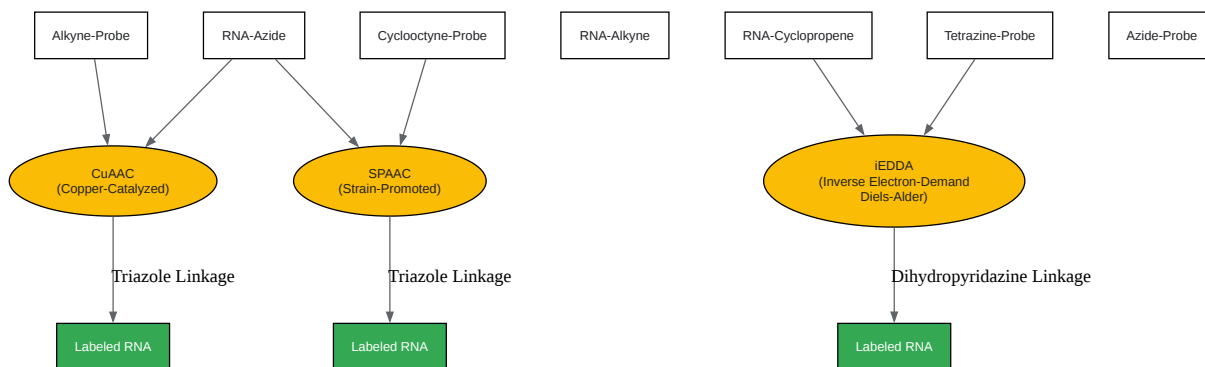 Alkyne-Probe
RNA-Azide
Cyclooctyne-Probe
RNA-Alkyne
RNA-Cyclopropene
Tetrazine-Probe
Azide-Probe
CuAAC
(Copper-Catalyzed)
SPAAC
(Strain-Promoted)
iEDDA
(Inverse Electron-Demand
Diels-Alder)
Triazole Linkage
Triazole Linkage
Dihydropyridazine Linkage
Labeled RNA
Labeled RNA
Labeled RNA